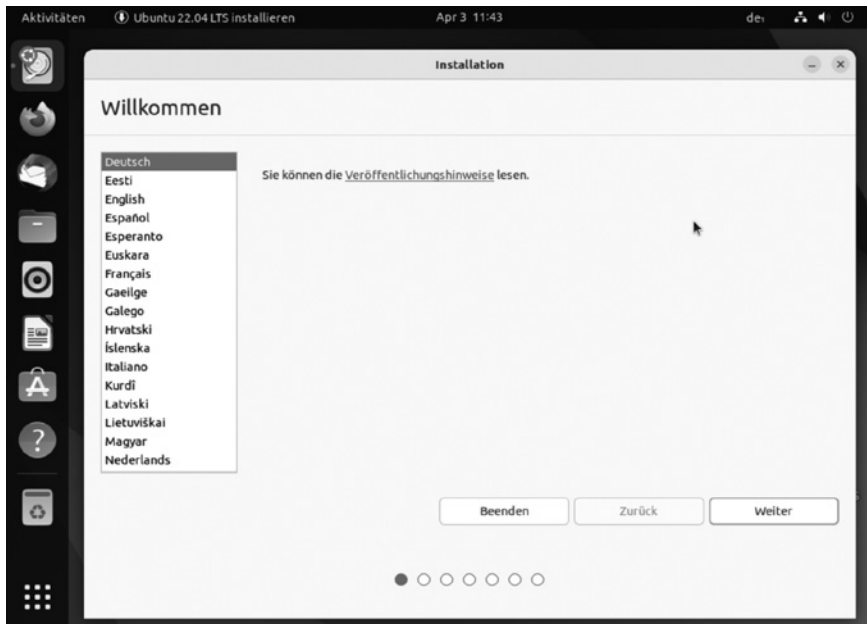 Aktivitäten Ubuntu 22.04 LTS installieren Apr 3 11:43
Installation
Willkommen
Deutsch
Eesti
English
Español
Esperanto
Euskara
Français
Gaeilge
Galego
Hrvatski
Íslenska
Italiano
Kurdî
Latviski
Lietuviškai
Magyar
Nederlands
Sie können die Veröffentlichungshinweise lesen.
Beenden Zurück Weiter